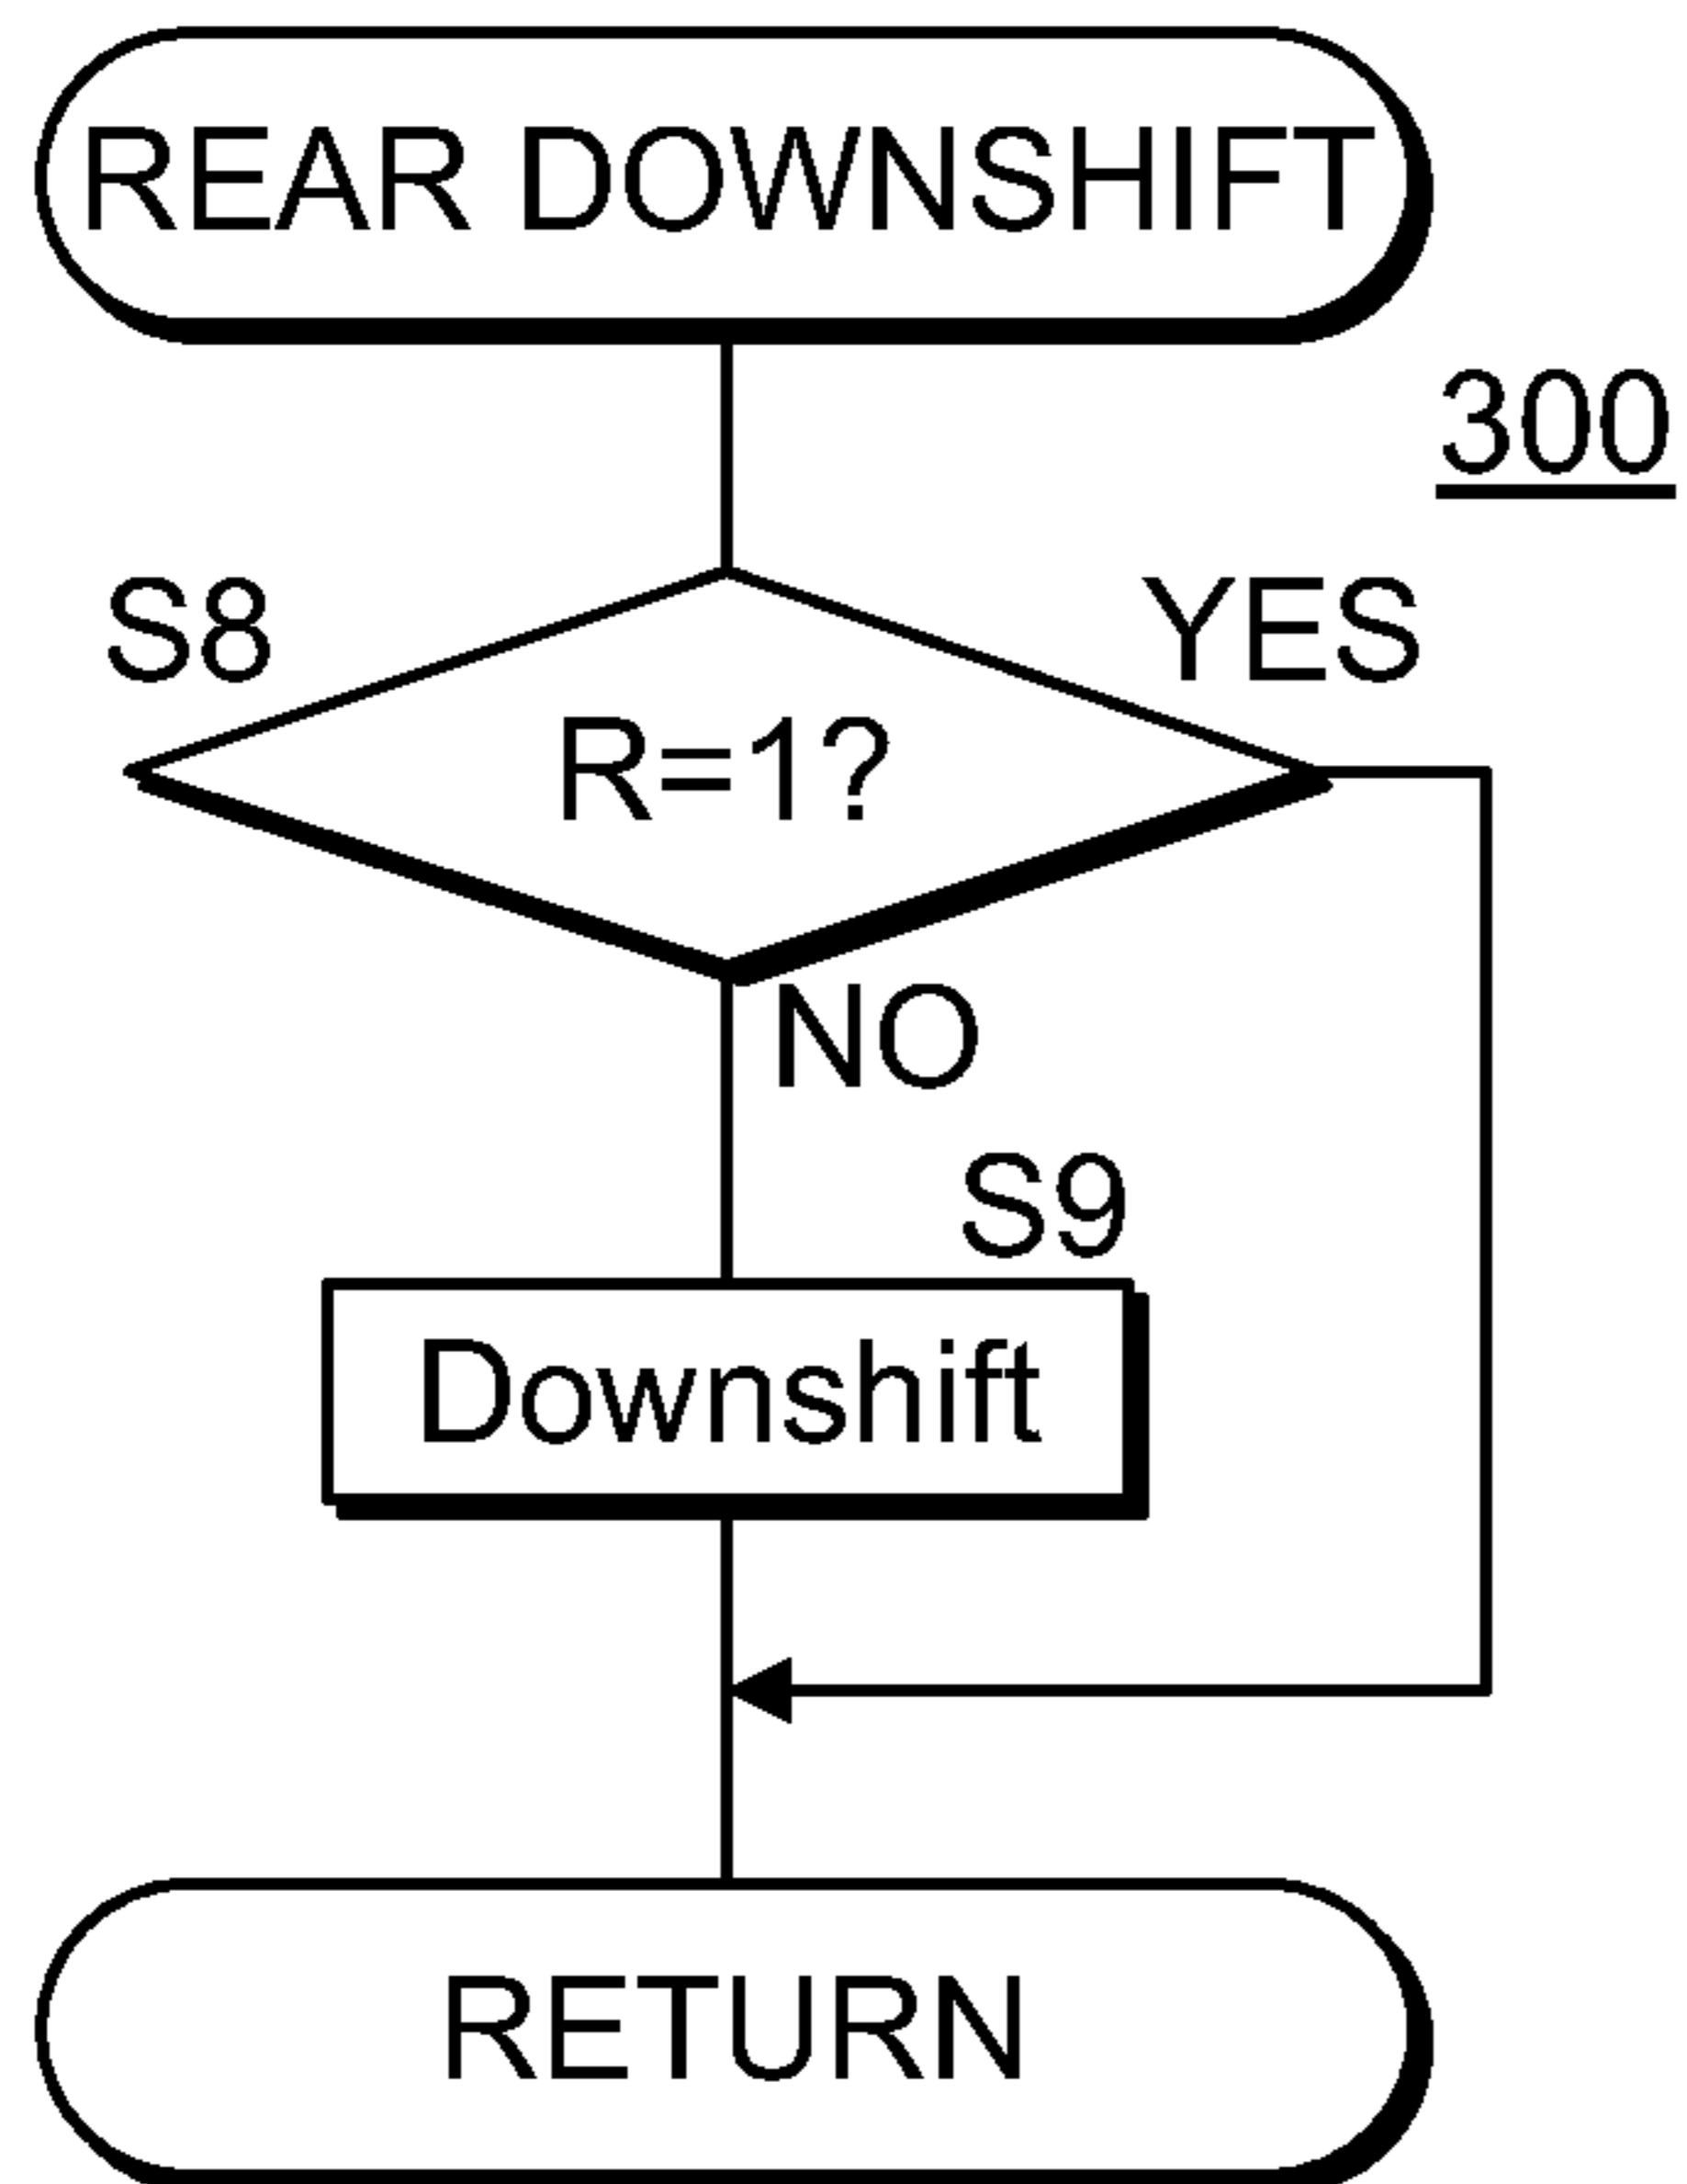 REAR DOWNSHIFT
300
S8
YES
R=1?
NO
S9
Downshift
RETURN